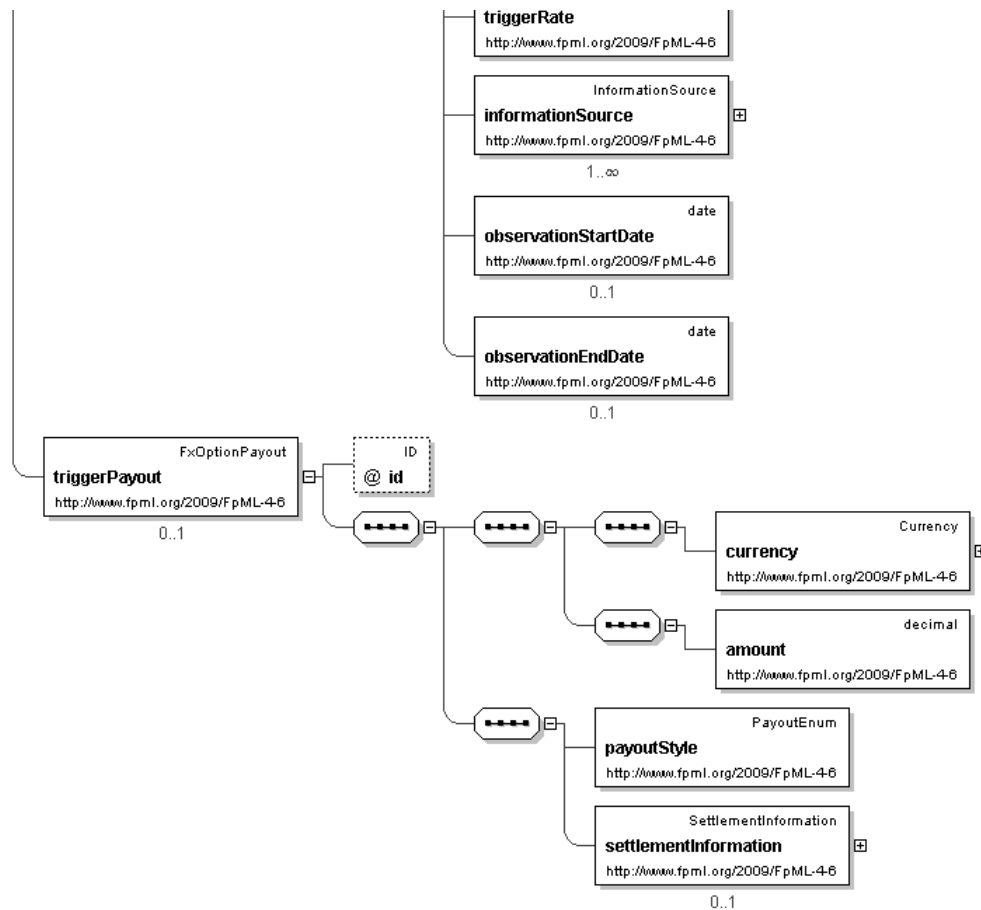 triggerRate
http://www.fpml.org/2009/FpML-4-6
InformationSource
informationSource
http://www.fpml.org/2009/FpML-4-6
1..∞
date
observationStartDate
http://www.fpml.org/2009/FpML-4-6
0..1
date
observationEndDate
http://www.fpml.org/2009/FpML-4-6
0..1
FxOptionPayout
triggerPayout
http://www.fpml.org/2009/FpML-4-6
0..1
ID
@ id
Currency
currency
http://www.fpml.org/2009/FpML-4-6
decimal
amount
http://www.fpml.org/2009/FpML-4-6
PayoutEnum
payoutStyle
http://www.fpml.org/2009/FpML-4-6
SettlementInformation
settlementInformation
http://www.fpml.org/2009/FpML-4-6
0..1